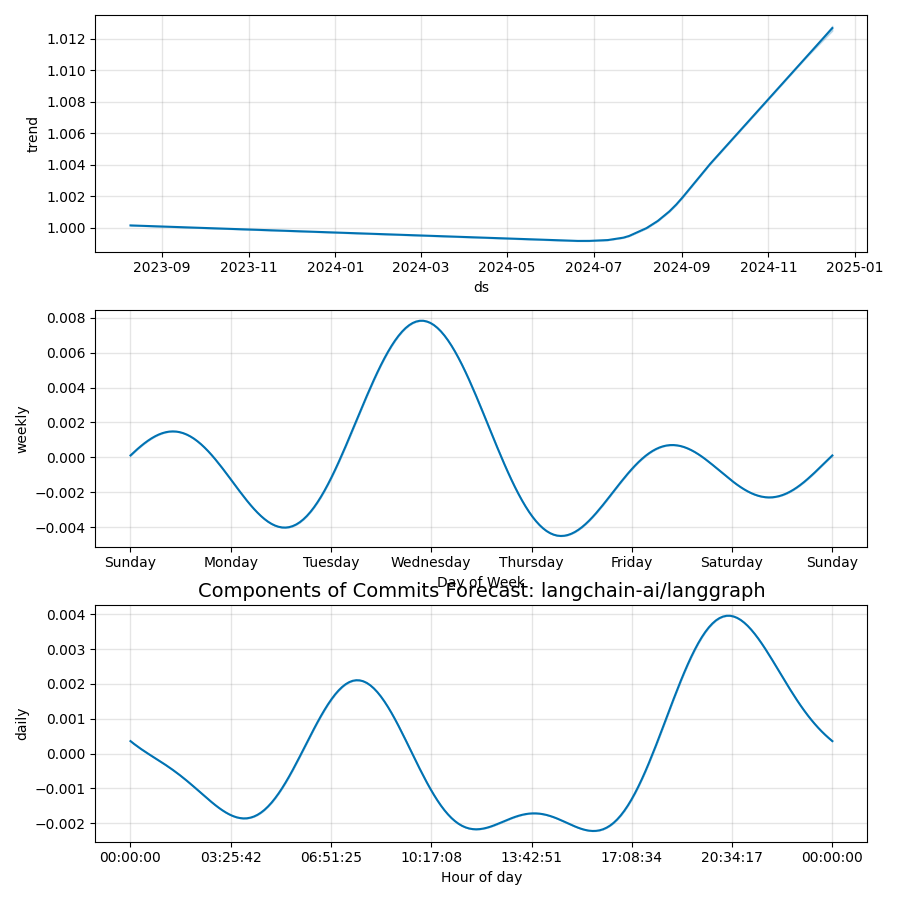 trend
1.012
1.010
1.008
1.006
1.004
1.002
1.000
2023-09 2023-11 2024-01 2024-03 2024-05 2024-07 2024-09 2024-11 2025-01
ds
weekly
0.008
0.006
0.004
0.002
0.000
−0.002
−0.004
Sunday Monday Tuesday Wednesday Thursday Friday Saturday Sunday
Day of Week
Components of Commits Forecast: langchain-ai/langgraph
daily
0.004
0.003
0.002
0.001
0.000
−0.001
−0.002
00:00:00 03:25:42 06:51:25 10:17:08 13:42:51 17:08:34 20:34:17 00:00:00
Hour of day